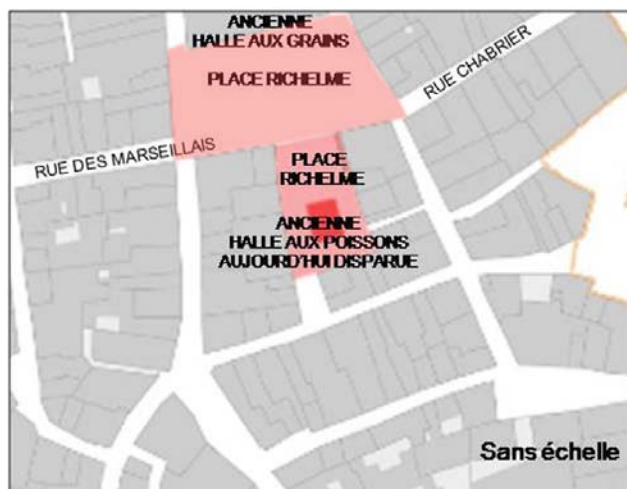 ANCIENNE
HALLE AUX GRAINS
PLACE RICHELME
RUE CHABRIER
RUE DES MARSEILLAIS
PLACE
RICHELME
ANCIENNE
HALLE AUX POISSONS
AUJOURD'HUI DISPARUE
Sans échelle